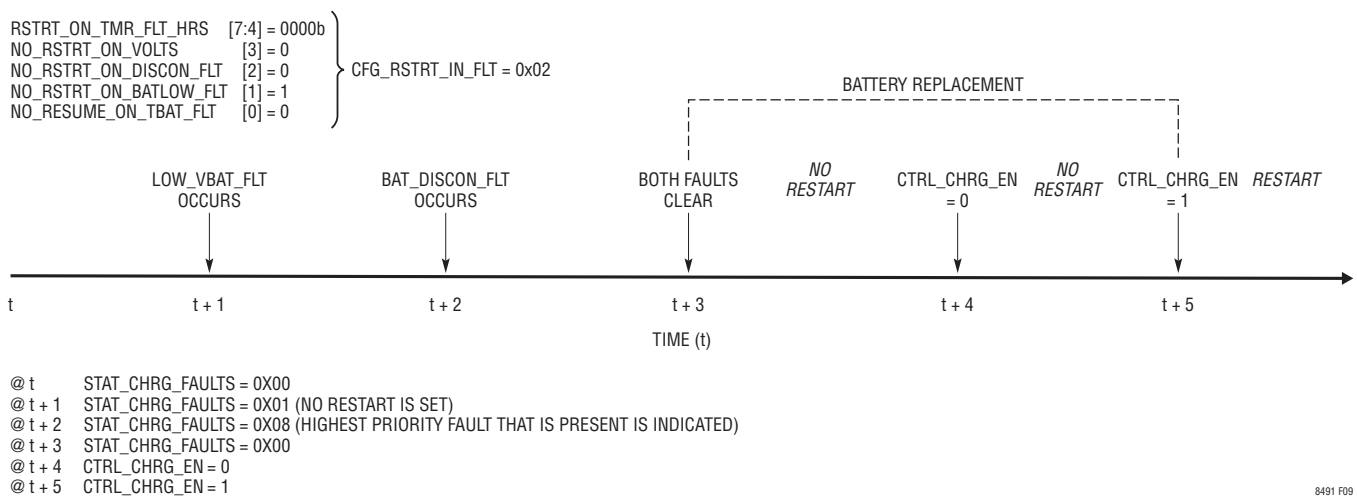 RSTRT_ON_TMR_FLT_HRS [7:4] = 0000b
NO_RSTRT_ON_VOLTS [3] = 0
NO_RSTRT_ON_DISCON_FLT [2] = 0
NO_RSTRT_ON_BATLOW_FLT [1] = 1
NO_RESUME_ON_TBAT_FLT [0] = 0
CFG_RSTRT_IN_FLT = 0x02
BATTERY REPLACEMENT
LOW_VBAT_FLT
OCCURS
BAT_DISCON_FLT
OCCURS
BOTH FAULTS
CLEAR
NO
RESTART
CTRL_CHRG_EN
= 0
NO
RESTART
CTRL_CHRG_EN
= 1
RESTART
t
t + 1
t + 2
t + 3
t + 4
t + 5
TIME (t)
@ t STAT_CHRG_FAULTS = 0X00
@ t + 1 STAT_CHRG_FAULTS = 0X01 (NO RESTART IS SET)
@ t + 2 STAT_CHRG_FAULTS = 0X08 (HIGHEST PRIORITY FAULT THAT IS PRESENT IS INDICATED)
@ t + 3 STAT_CHRG_FAULTS = 0X00
@ t + 4 CTRL_CHRG_EN = 0
@ t + 5 CTRL_CHRG_EN = 1
8491 F09